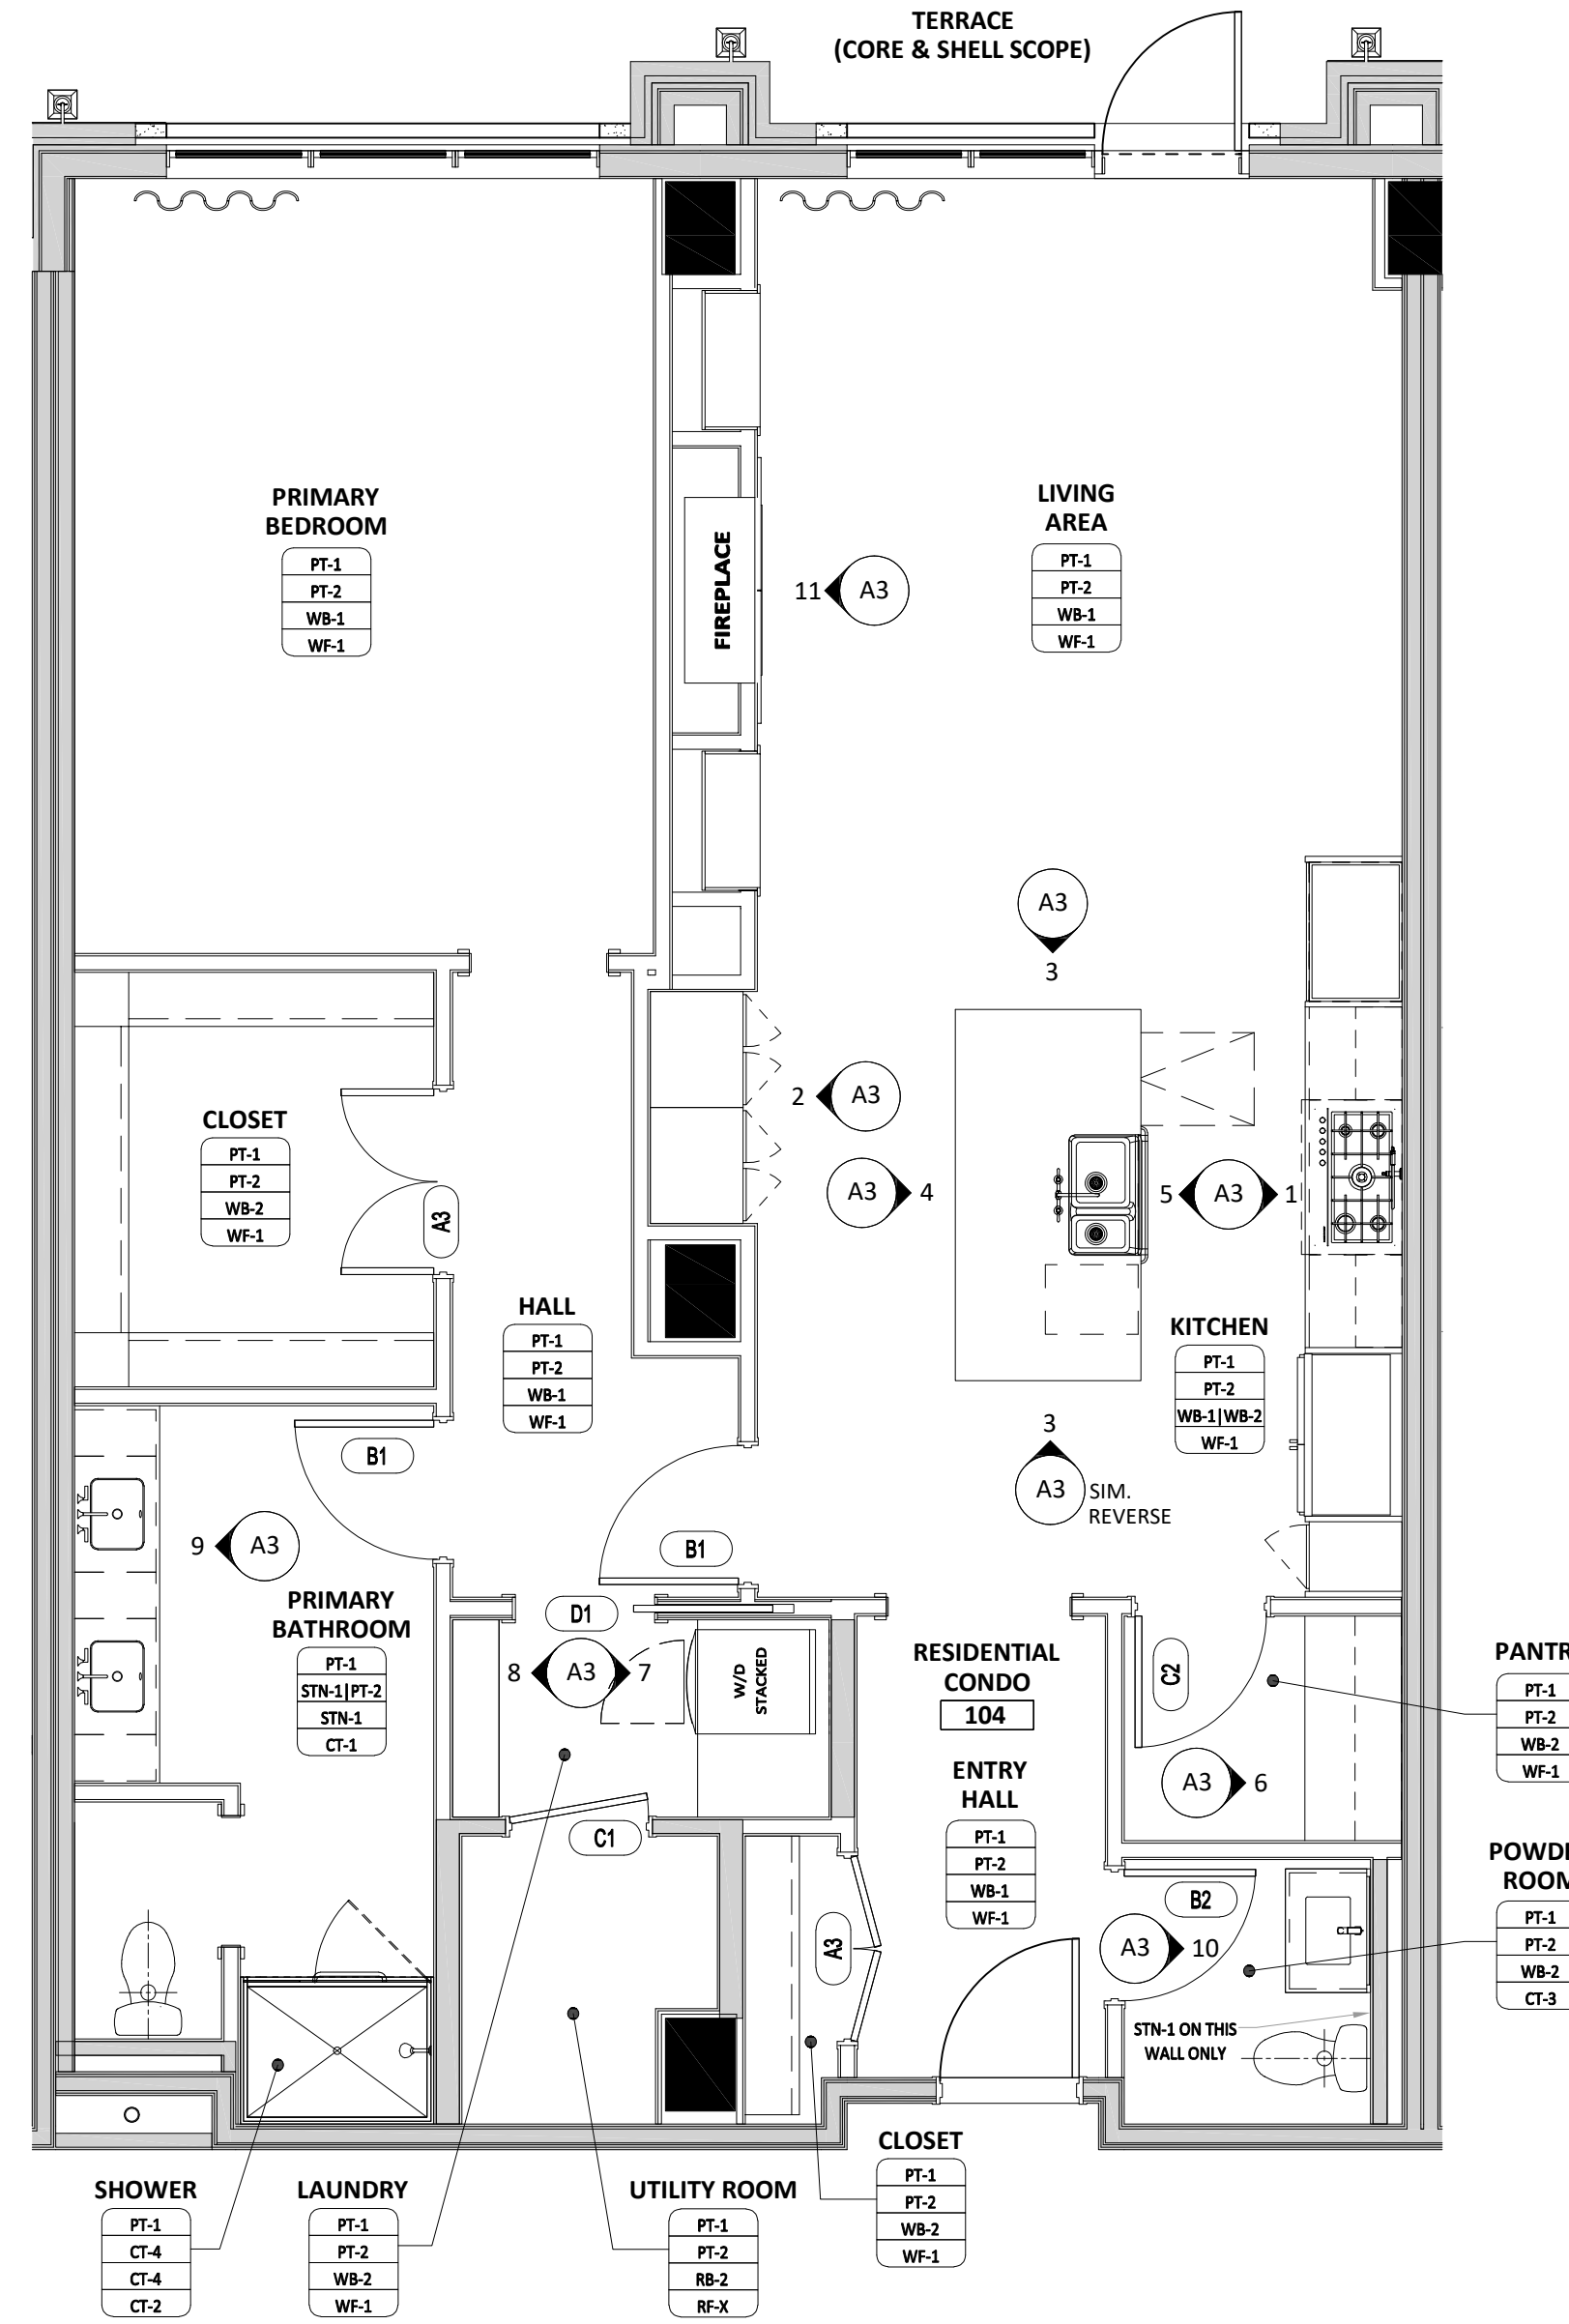 TERRACE
(CORE & SHELL SCOPE)
PRIMARY
BEDROOM
PT-1
PT-2
WB-1
WF-1
FIREPLACE
11
A3
LIVING
AREA
PT-1
PT-2
WB-1
WF-1
A3
3
CLOSET
PT-1
PT-2
WB-2
WF-1
A3
2
A3
A3
4
5
A3
1
HALL
PT-1
PT-2
WB-1
WF-1
KITCHEN
PT-1
PT-2
WB-1|WB-2
WF-1
3
A3
SIM.
REVERSE
B1
9
A3
B1
PRIMARY
BATHROOM
PT-1
STN-1|PT-2
STN-1
CT-1
D1
8
A3
7
W/D
STACKED
RESIDENTIAL
CONDO
104
C2
PANTR
PT-1
PT-2
WB-2
WF-1
ENTRY
HALL
PT-1
PT-2
WB-1
WF-1
A3
6
C1
A3
B2
A3
10
STN-1 ON THIS
WALL ONLY
POWD
ROOM
PT-1
PT-2
WB-2
CT-3
SHOWER
PT-1
CT-4
CT-4
CT-2
LAUNDRY
PT-1
PT-2
WB-2
WF-1
UTILITY ROOM
PT-1
PT-2
RB-2
RF-X
CLOSET
PT-1
PT-2
WB-2
WF-1